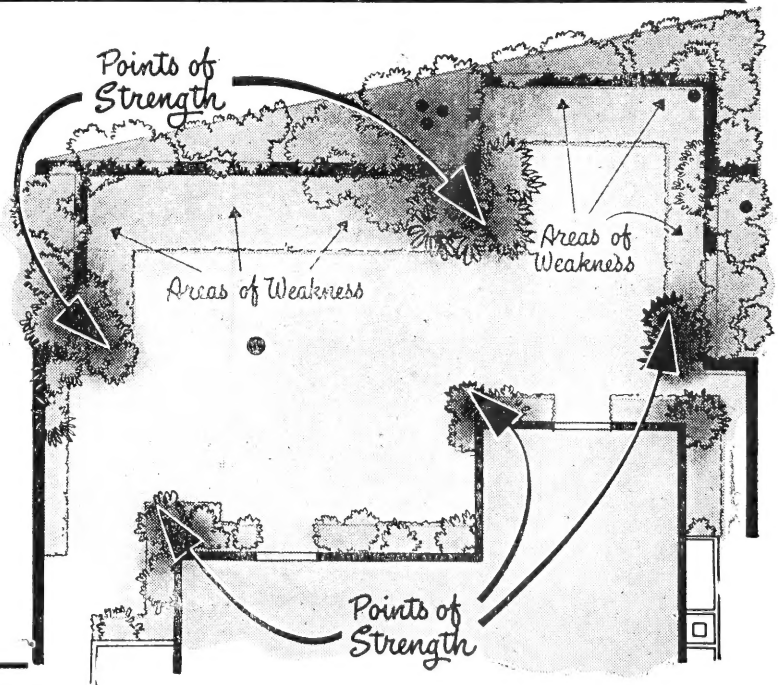 Points of
Strength
Areas of
Weakness
Areas of Weakness
Points of
Strength